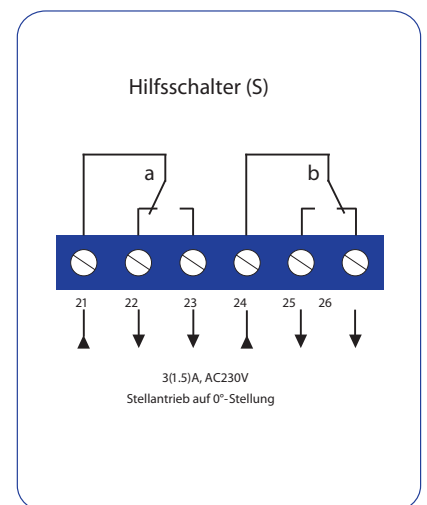 Hilfsschalter (S)
a b
21 22 23 24 25 26
3(1.5)A, AC230V
Stellantrieb auf 0°-Stellung